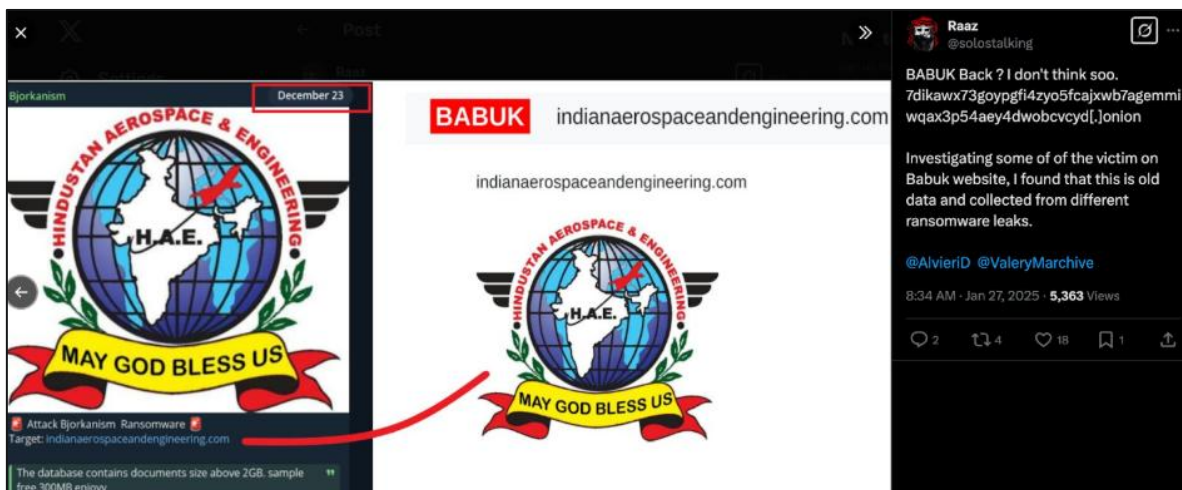 Post
Bjorkanism
December 23
HINDUSTAN AEROSPACE & ENGINEERING
H.A.E.
MAY GOD BLESS US
Attack Bjorkanism Ransomware
Target: indianaerospaceandengineering.com
The database contains documents size above 2GB. sample
free 300MB enjoyy
BABUK indianaerospaceandengineering.com
indianaerospaceandengineering.com
HINDUSTAN AEROSPACE & ENGINEERING
H.A.E.
MAY GOD BLESS US
Raaz
@solostalking
BABUK Back ? I don't think soo.
7dikawx73goypgfi4zyo5fcajxwb7agemmi
wqax3p54aey4dwobcvcyd[.]onion
Investigating some of of the victim on
Babuk website, I found that this is old
data and collected from different
ransomware leaks.
@AlvieriD @ValeryMarchive
8:34 AM · Jan 27, 2025 · 5,363 Views
2 4 18 1